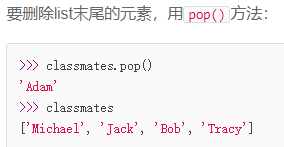 要删除list末尾的元素，用pop()方法：
>>> classmates.pop()
'Adam'
>>> classmates
['Michael', 'Jack', 'Bob', 'Tracy']